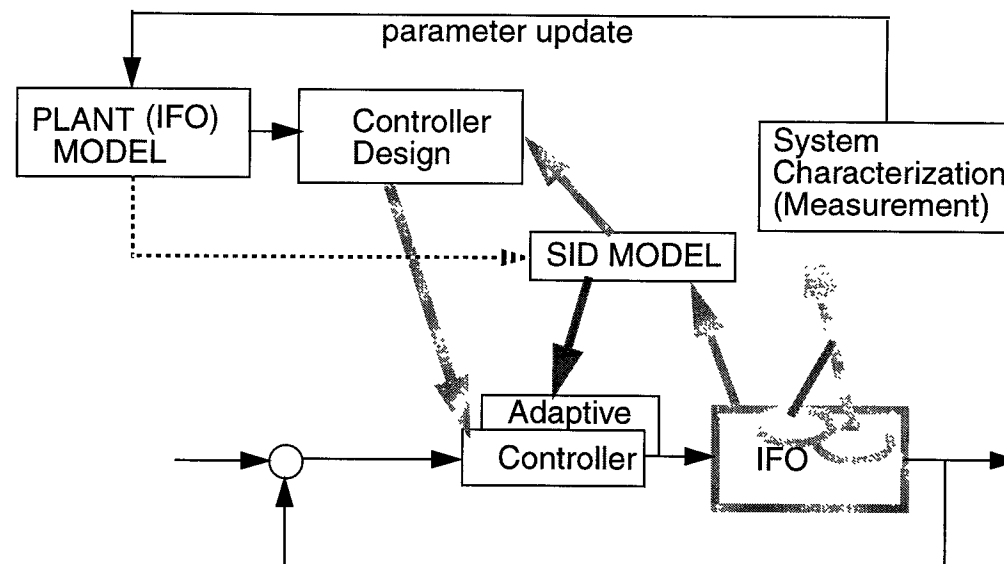 parameter update
PLANT (IFO)
MODEL
Controller
Design
System
Characterization
(Measurement)
SID MODEL
Adaptive
Controller
IFO